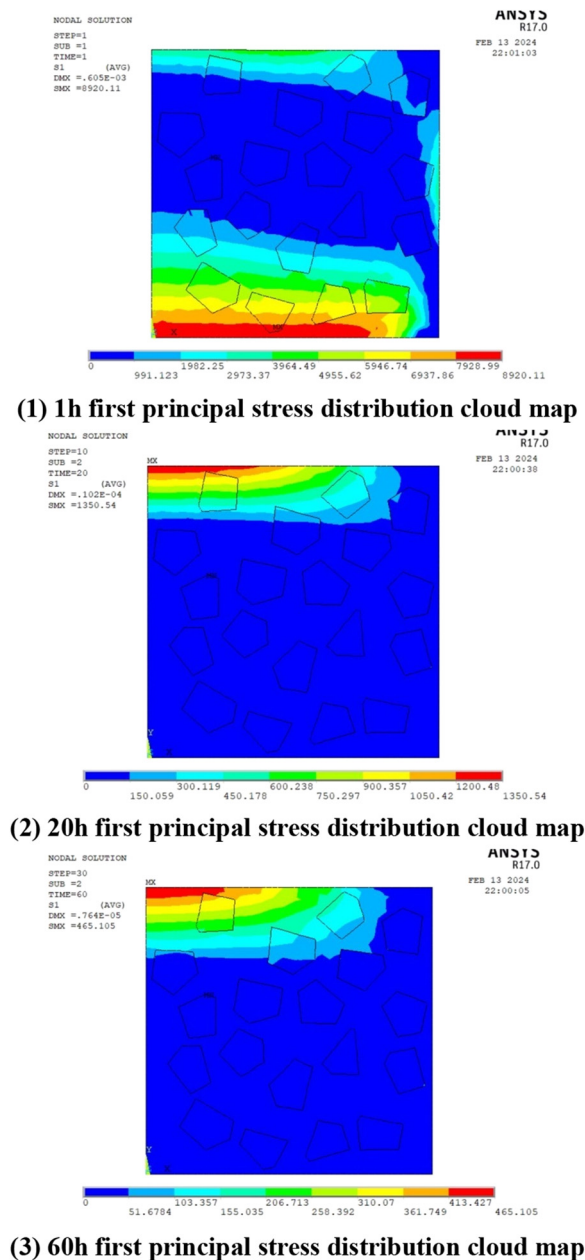 NODAL SOLUTION
ANSYS
R17.0
STEP=1
SUB =1
TIME=1
S1 (AVG)
DMX =.605E-03
SMX =8920.11
FEB 13 2024
22:01:03
X
0 1982.25 3964.49 5946.74 7928.99
991.123 2973.37 4955.62 6937.86 8920.11
(1) 1h first principal stress distribution cloud map
NODAL SOLUTION
ANSYS
R17.0
STEP=10
SUB =2
TIME=20
S1 (AVG)
DMX =.102E-04
SMX =1350.54
FEB 13 2024
22:00:38
MX
Y
X
0 300.119 600.238 900.357 1200.48
150.059 450.178 750.297 1050.42 1350.54
(2) 20h first principal stress distribution cloud map
NODAL SOLUTION
ANSYS
R17.0
STEP=30
SUB =2
TIME=60
S1 (AVG)
DMX =.764E-05
SMX =465.105
FEB 13 2024
22:00:05
MX
Y
X
0 103.357 206.713 310.07 413.427
51.6784 155.035 258.392 361.749 465.105
(3) 60h first principal stress distribution cloud map